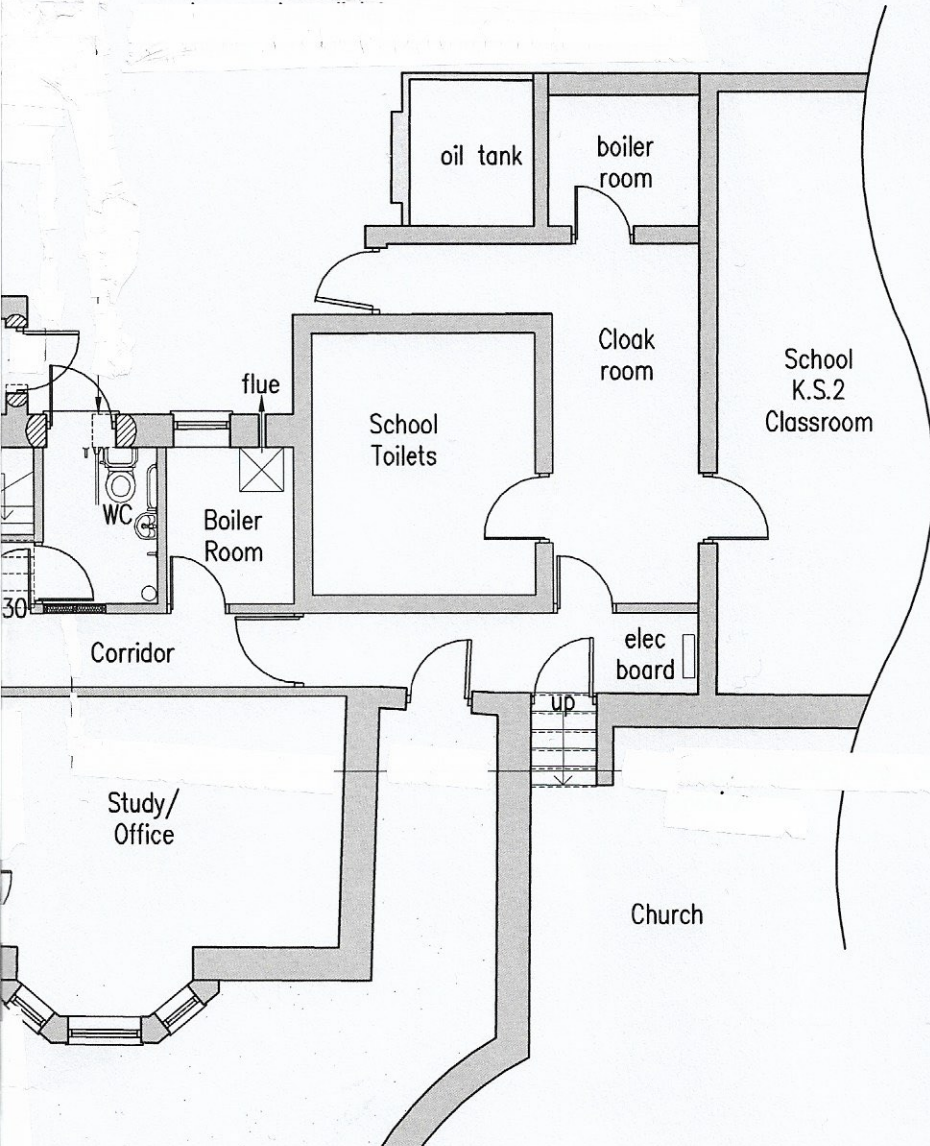 oil tank
boiler
room
Cloak
room
School
K.S.2
Classroom
flue
School
Toilets
WC
Boiler
Room
30
Corridor
elec
board
up
Study/
Office
Church